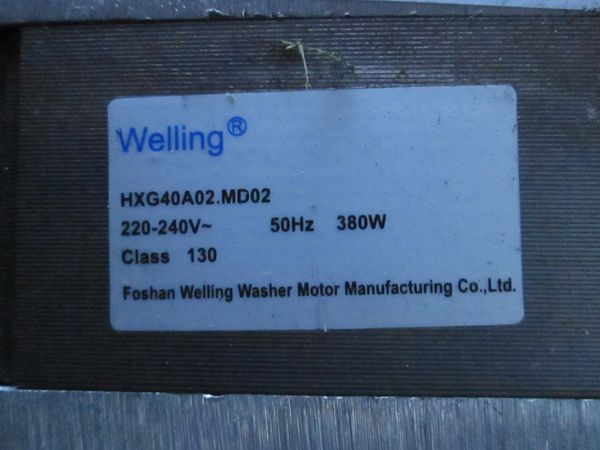 Welling®
HXG40A02.MD02
220-240V~ 50Hz 380W
Class 130
Foshan Welling Washer Motor Manufacturing Co.,Ltd.